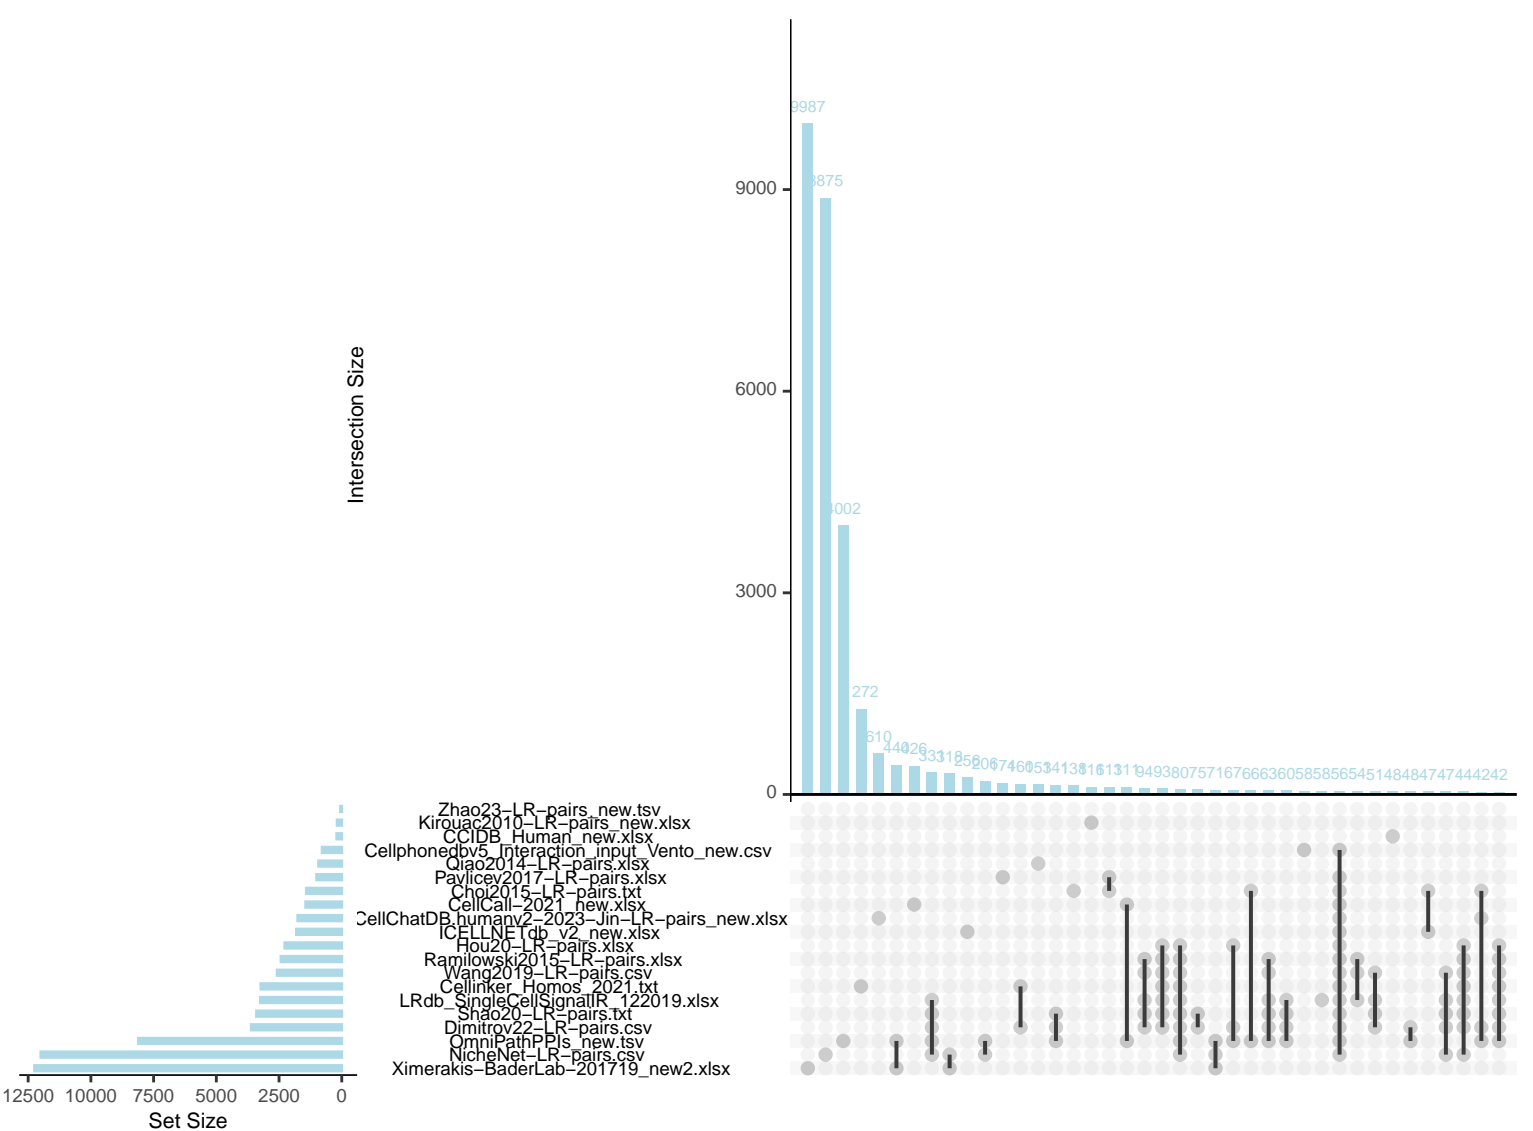 9987
8875
9000
6000
Intersection Size
4002
3000
272
610
0
Zhao23−LR−pairs_new.tsv
Kirouac2010−LR−pairs_new.xlsx
CCIDB_Human_new.xlsx
Cellphonedbv5_Interaction_input_Vento_new.csv
Qiao2014−LR−pairs.xlsx
Pavlicev2017−LR−pairs.xlsx
Choi2015−LR−pairs.txt
CellCall−2021_new.xlsx
CellChatDB.humanv2−2023−Jin−LR−pairs_new.xlsx
ICELLNETdb_v2_new.xlsx
Hou20−LR−pairs.xlsx
Ramilowski2015−LR−pairs.xlsx
Wang2019−LR−pairs.csv
Cellinker_Homos_2021.txt
LRdb_SingleCellSignalIR_122019.xlsx
Shao20−LR−pairs.txt
Dimitrov22−LR−pairs.csv
OmniPathPPIs_new.tsv
NicheNet−LR−pairs.csv
Ximerakis−BaderLab−201719_new2.xlsx
12500 10000 7500 5000 2500 0
Set Size